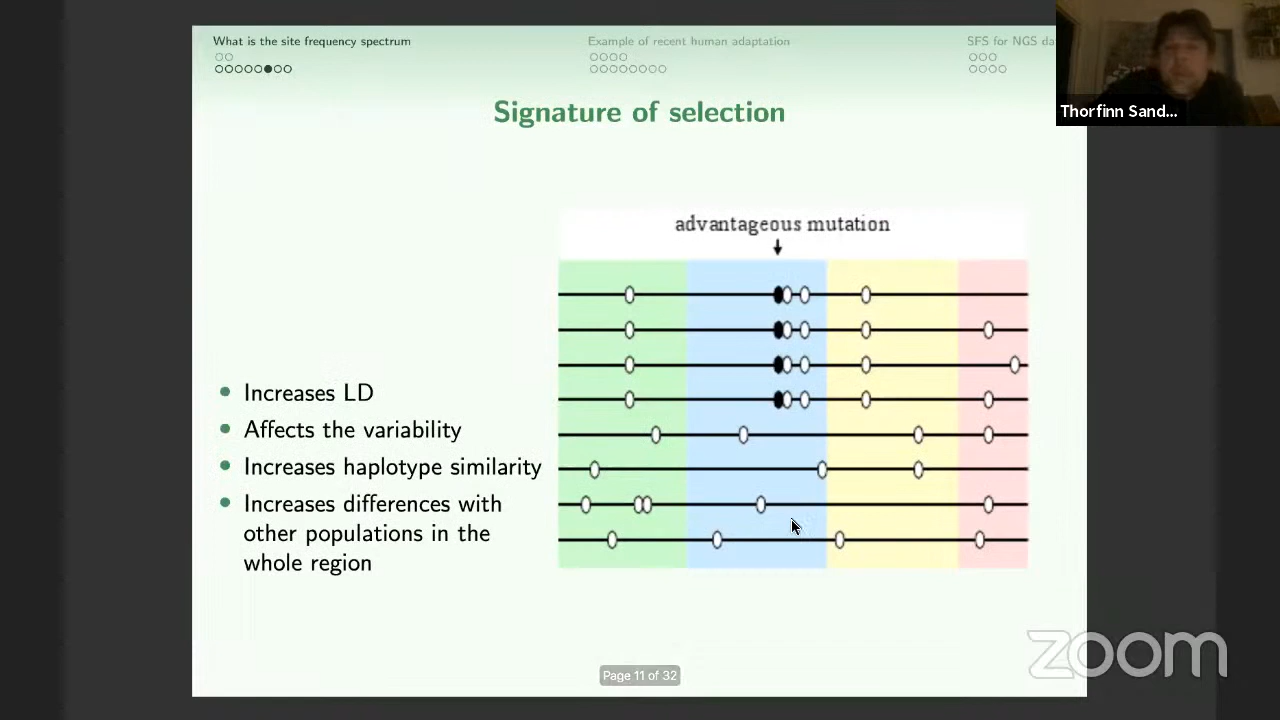 What is the site frequency spectrum
Example of recent human adaptation
SFS for NGS da
Thorfinn Sand...
Signature of selection
advantageous mutation
Increases LD
Affects the variability
Increases haplotype similarity
Increases differences with
other populations in the
whole region
Page 11 of 32
zoom